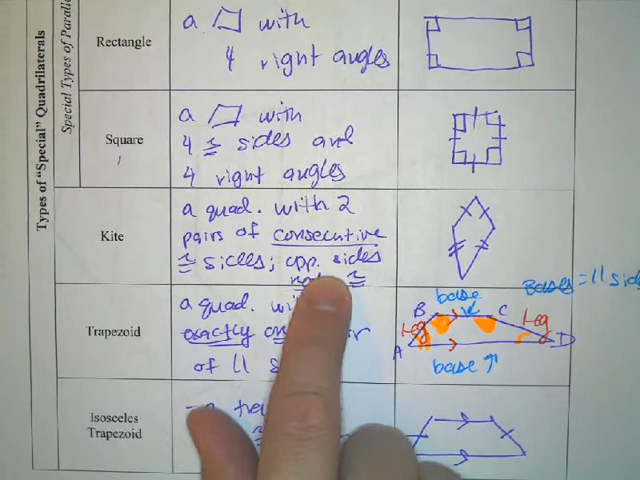 Types of "Special" Quadrilaterals
Special Types of Paralle
Rectangle
a ▱ with
4 right angles
Square
a ▱ with
4 ≅ sides and
4 right angles
Kite
a quad. with 2
pairs of consecutive
≅ sides; opp. sides
≅
Trapezoid
a quad.
exactly
of ||
B
base
C
Leg
Leg
A
D
base
Bases = || side
Isosceles
Trapezoid
≅